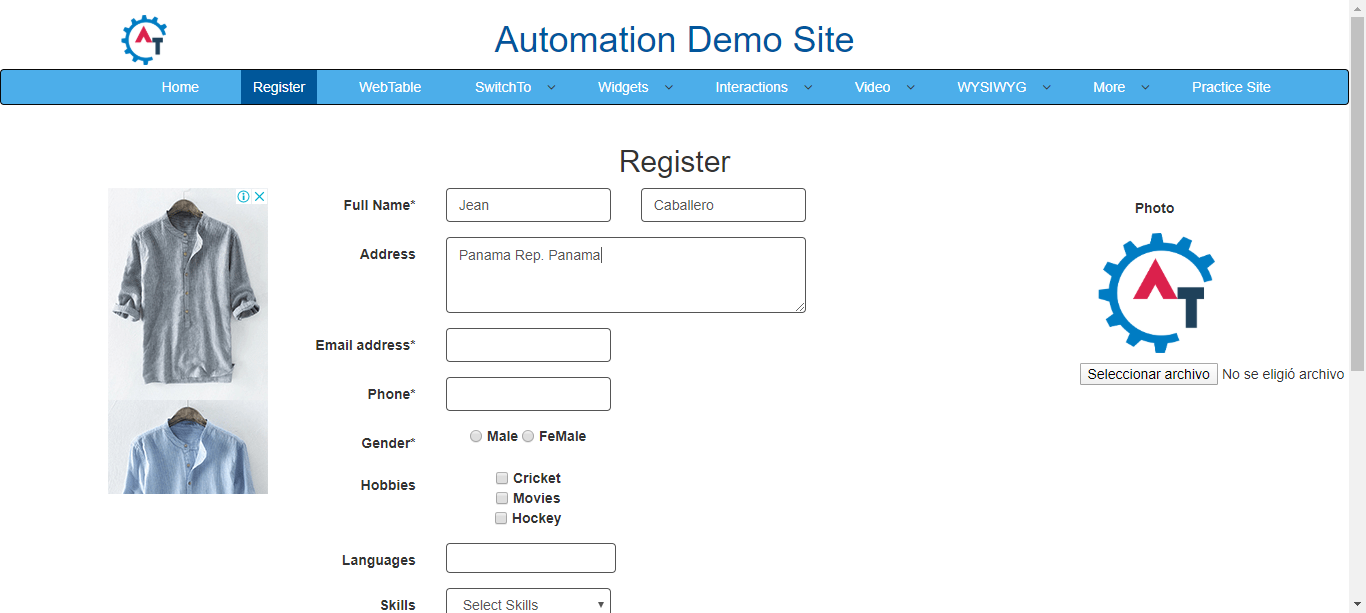 Automation Demo Site
Home Register WebTable SwitchTo Widgets Interactions Video WYSIWYG More Practice Site
Register
Full Name* Jean Caballero
Photo
Address Panama Rep. Panama
Email address*
Seleccionar archivo No se eligió archivo
Phone*
Gender* Male FeMale
Hobbies Cricket
Movies
Hockey
Languages
Skills Select Skills
AT
AT